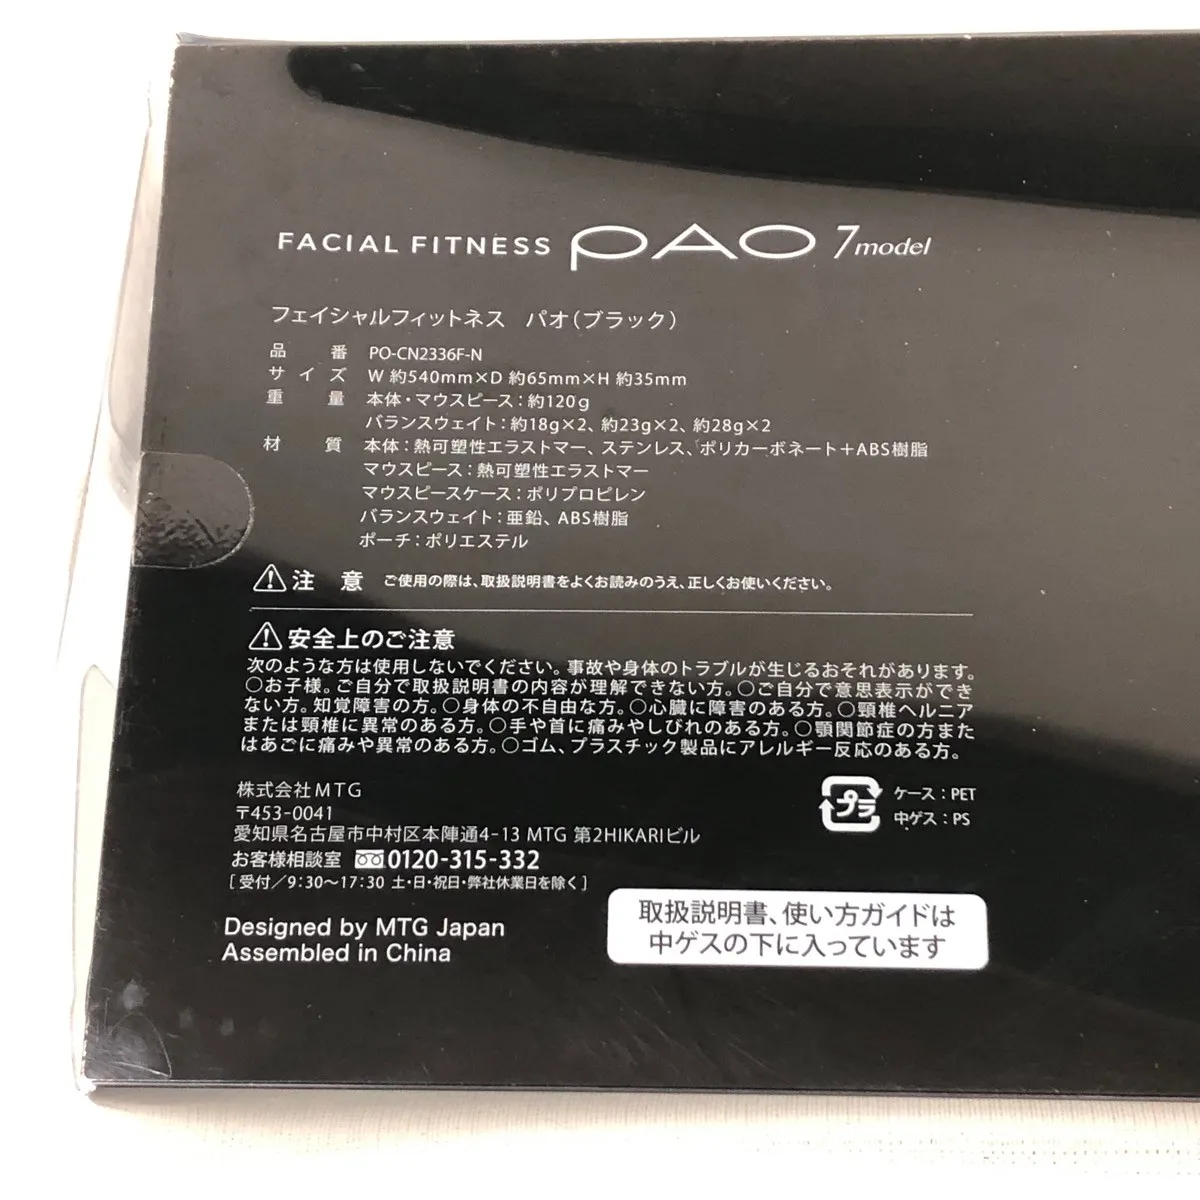 FACIAL FITNESS PAO 7model
フェイシャルフィットネス パオ(ブラック)
品番 PO-CN2336F-N
サイズ W 約540mm×D 約65mm×H 約35mm
重量 本体・マウスピース:約120g
バランスウェイト:約18g×2、約23g×2、約28g×2
材質 本体:熱可塑性エラストマー、ステンレス、ポリカーボネート+ABS樹脂
マウスピース:熱可塑性エラストマー
マウスピースケース:ポリプロピレン
バランスウェイト:亜鉛、ABS樹脂
ポーチ:ポリエステル
⚠注意 ご使用の際は、取扱説明書をよくお読みのうえ、正しくお使いください。
⚠安全上のご注意
次のような方は使用しないでください。事故や身体のトラブルが生じるおそれがあります。
○お子様。ご自分で取扱説明書の内容が理解できない方。○ご自分で意思表示ができ
ない方。知覚障害の方。○身体の不自由な方。○心臓に障害のある方。○頸椎ヘルニア
または頸椎に異常のある方。○手や首に痛みやしびれのある方。○顎関節症の方また
はあごに痛みや異常のある方。○ゴム、プラスチック製品にアレルギー反応のある方。
株式会社MTG
〒453-0041
愛知県名古屋市中村区本陣通4-13 MTG 第2HIKARIビル
お客様相談室 0120-315-332
[受付/9:30〜17:30 土・日・祝日・弊社休業日を除く]
Designed by MTG Japan
Assembled in China
プラ
ケース:PET
中ゲス:PS
取扱説明書、使い方ガイドは
中ゲスの下に入っています